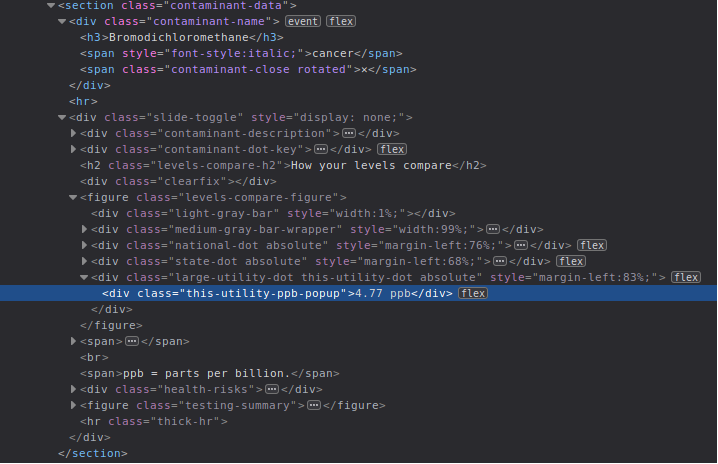 <section class="contaminant-data">
<div class="contaminant-name"> event flex
<h3>Bromodichloromethane</h3>
<span style="font-style:italic;">cancer</span>
<span class="contaminant-close rotated">×</span>
</div>
<hr>
<div class="slide-toggle" style="display: none;">
<div class="contaminant-description">⋯</div>
<div class="contaminant-dot-key">⋯</div> flex
<h2 class="levels-compare-h2">How your levels compare</h2>
<div class="clearfix"></div>
<figure class="levels-compare-figure">
<div class="light-gray-bar" style="width:1%;"></div>
<div class="medium-gray-bar-wrapper" style="width:99%;">⋯</div>
<div class="national-dot absolute" style="margin-left:76%;">⋯</div> flex
<div class="state-dot absolute" style="margin-left:68%;">⋯</div> flex
<div class="large-utility-dot this-utility-dot absolute" style="margin-left:83%;"> flex
<div class="this-utility-ppb-popup">4.77 ppb</div> flex
</div>
</figure>
<span>⋯</span>
<br>
<span>ppb = parts per billion.</span>
<div class="health-risks">⋯</div>
<figure class="testing-summary">⋯</figure>
<hr class="thick-hr">
</div>
</section>